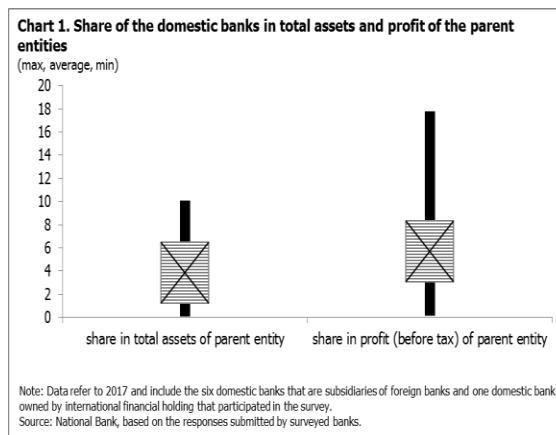 Chart 1. Share of the domestic banks in total assets and profit of the parent
entities
(max, average, min)
20
18
16
14
12
10
8
6
4
2
0
share in total assets of parent entity
share in profit (before tax) of parent entity
Note: Data refer to 2017 and include the six domestic banks that are subsidiaries of foreign banks and one domestic bank
owned by international financial holding that participated in the survey.
Source: National Bank, based on the responses submitted by surveyed banks.